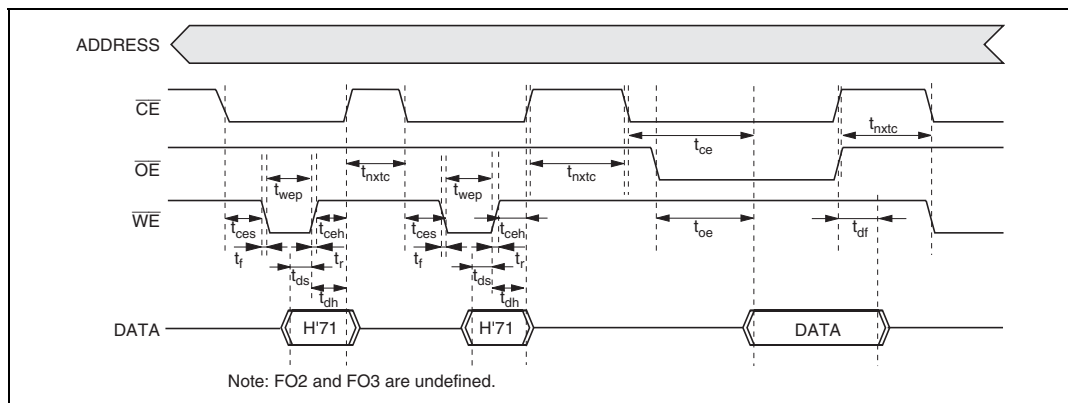 ADDRESS
CE
OE
WE
DATA
t_nxtc
t_ce
t_nxtc
t_nxtc
t_wep
t_wep
t_ces
t_ceh
t_ces
t_ceh
t_oe
t_df
t_f
t_r
t_f
t_r
t_ds
t_ds
t_dh
t_dh
H'71
H'71
DATA
Note: FO2 and FO3 are undefined.